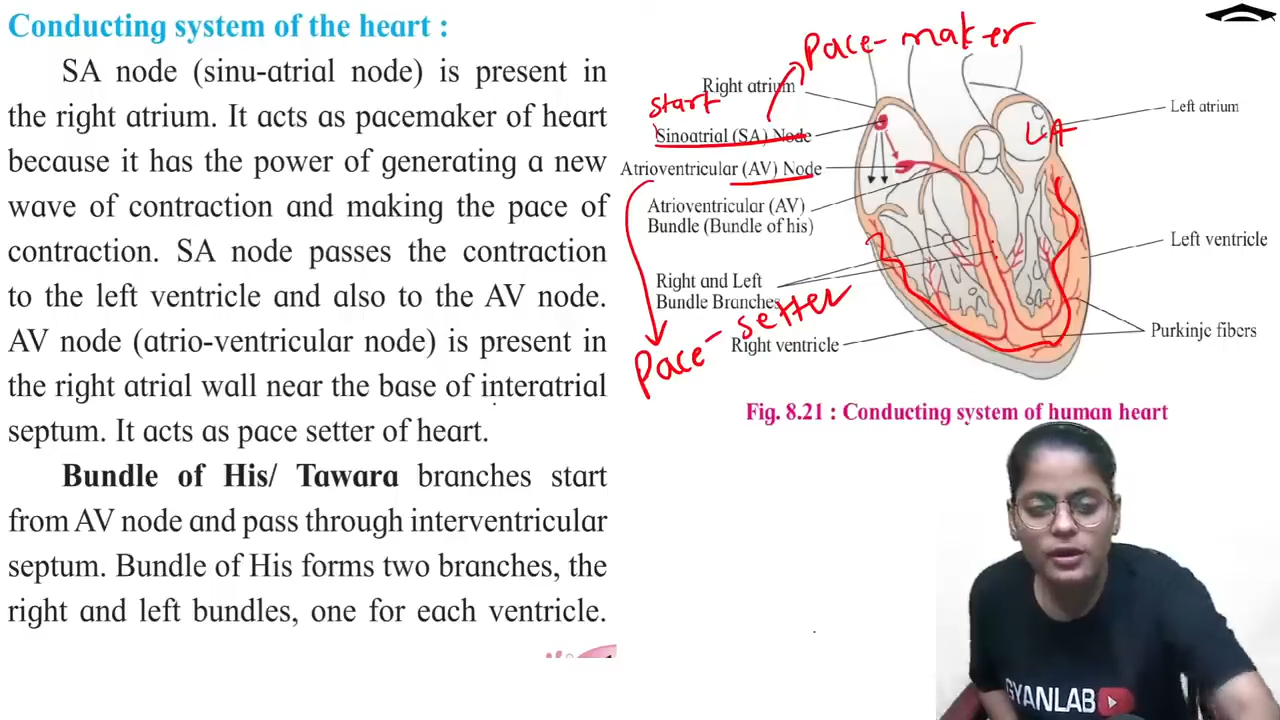 Conducting system of the heart :
SA node (sinu-atrial node) is present in
the right atrium. It acts as pacemaker of heart
because it has the power of generating a new
wave of contraction and making the pace of
contraction. SA node passes the contraction
to the left ventricle and also to the AV node.
AV node (atrio-ventricular node) is present in
the right atrial wall near the base of interatrial
septum. It acts as pace setter of heart.
Bundle of His/ Tawara branches start
from AV node and pass through interventricular
septum. Bundle of His forms two branches, the
right and left bundles, one for each ventricle.
Pace-maker
Right atrium
start
Sinoatrial (SA) Node
Atrioventricular (AV) Node
Atrioventricular (AV)
Bundle (Bundle of his)
Right and Left
Bundle Branches
Pace-setter
Right ventricle
Left atrium
LA
Left ventricle
Purkinje fibers
Fig. 8.21 : Conducting system of human heart
GYANLAB